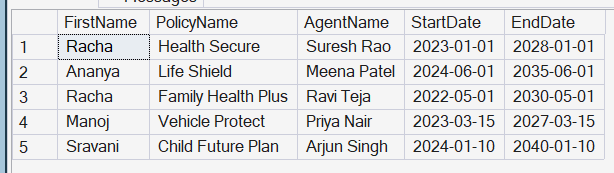 Messages
FirstName PolicyName AgentName StartDate EndDate
1 Racha Health Secure Suresh Rao 2023-01-01 2028-01-01
2 Ananya Life Shield Meena Patel 2024-06-01 2035-06-01
3 Racha Family Health Plus Ravi Teja 2022-05-01 2030-05-01
4 Manoj Vehicle Protect Priya Nair 2023-03-15 2027-03-15
5 Sravani Child Future Plan Arjun Singh 2024-01-10 2040-01-10